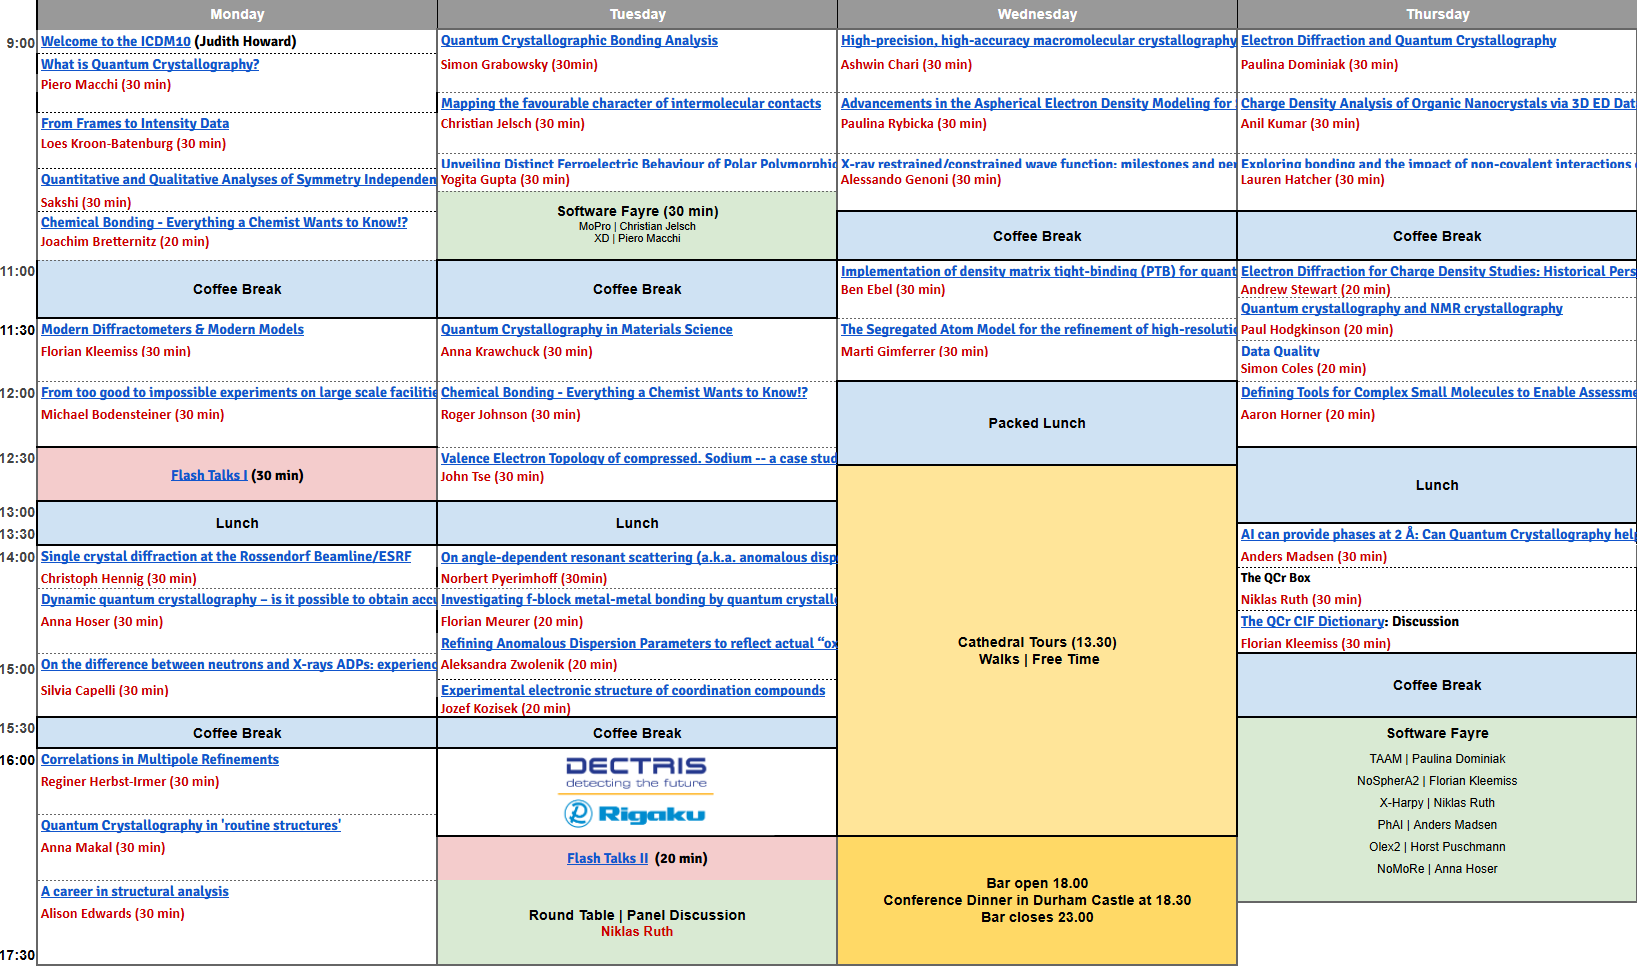 Monday
Tuesday
Wednesday
Thursday
9:00
11:00
11:30
12:00
12:30
13:00
13:30
14:00
15:00
15:30
16:00
17:30
Welcome to the ICDM10 (Judith Howard)
What is Quantum Crystallography?
Piero Macchi (30 min)
From Frames to Intensity Data
Loes Kroon-Batenburg (30 min)
Quantitative and Qualitative Analyses of Symmetry Independen
Sakshi (30 min)
Chemical Bonding - Everything a Chemist Wants to Know!?
Joachim Bretternitz (20 min)
Coffee Break
Modern Diffractometers & Modern Models
Florian Kleemiss (30 min)
From too good to impossible experiments on large scale facilitie
Michael Bodensteiner (30 min)
Flash Talks I (30 min)
Lunch
Single crystal diffraction at the Rossendorf Beamline/ESRF
Christoph Hennig (30 min)
Dynamic quantum crystallography – is it possible to obtain accu
Anna Hoser (30 min)
On the difference between neutrons and X-rays ADPs: experienc
Silvia Capelli (30 min)
Coffee Break
Correlations in Multipole Refinements
Reginer Herbst-Irmer (30 min)
Quantum Crystallography in 'routine structures'
Anna Makal (30 min)
A career in structural analysis
Alison Edwards (30 min)
Quantum Crystallographic Bonding Analysis
Simon Grabowsky (30min)
Mapping the favourable character of intermolecular contacts
Christian Jelsch (30 min)
Unveiling Distinct Ferroelectric Behaviour of Polar Polymorphic
Yogita Gupta (30 min)
Software Fayre (30 min)
MoPro | Christian Jelsch
XD | Piero Macchi
Coffee Break
Quantum Crystallography in Materials Science
Anna Krawchuck (30 min)
Chemical Bonding - Everything a Chemist Wants to Know!?
Roger Johnson (30 min)
Valence Electron Topology of compressed. Sodium -- a case stud
John Tse (30 min)
Lunch
On angle-dependent resonant scattering (a.k.a. anomalous disp
Norbert Pyerimhoff (30min)
Investigating f-block metal-metal bonding by quantum crystall
Florian Meurer (20 min)
Refining Anomalous Dispersion Parameters to reflect actual “ox
Aleksandra Zwolenik (20 min)
Experimental electronic structure of coordination compounds
Jozef Kozisek (20 min)
Coffee Break
DECTRIS
detecting the future
Rigaku
Flash Talks II (20 min)
Round Table | Panel Discussion
Niklas Ruth
High-precision, high-accuracy macromolecular crystallography
Ashwin Chari (30 min)
Advancements in the Aspherical Electron Density Modeling for
Paulina Rybicka (30 min)
X-ray restrained/constrained wave function: milestones and per
Alessando Genoni (30 min)
Coffee Break
Implementation of density matrix tight-binding (PTB) for quant
Ben Ebel (30 min)
The Segregated Atom Model for the refinement of high-resolutio
Marti Gimferrer (30 min)
Packed Lunch
Cathedral Tours (13.30)
Walks | Free Time
Bar open 18.00
Conference Dinner in Durham Castle at 18.30
Bar closes 23.00
Electron Diffraction and Quantum Crystallography
Paulina Dominiak (30 min)
Charge Density Analysis of Organic Nanocrystals via 3D ED Dat
Anil Kumar (30 min)
Exploring bonding and the impact of non-covalent interactions
Lauren Hatcher (30 min)
Coffee Break
Electron Diffraction for Charge Density Studies: Historical Pers
Andrew Stewart (20 min)
Quantum crystallography and NMR crystallography
Paul Hodgkinson (20 min)
Data Quality
Simon Coles (20 min)
Defining Tools for Complex Small Molecules to Enable Assessme
Aaron Horner (20 min)
Lunch
AI can provide phases at 2 Å: Can Quantum Crystallography help
Anders Madsen (30 min)
The QCr Box
Niklas Ruth (30 min)
The QCr CIF Dictionary: Discussion
Florian Kleemiss (30 min)
Coffee Break
Software Fayre
TAAM | Paulina Dominiak
NoSpherA2 | Florian Kleemiss
X-Harpy | Niklas Ruth
PhAI | Anders Madsen
Olex2 | Horst Puschmann
NoMoRe | Anna Hoser